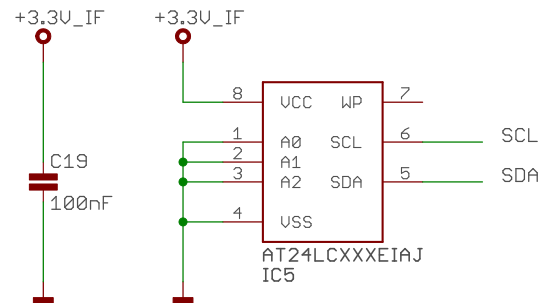 +3.3V_IF +3.3V_IF
8 VCC WP 7
1 A0 SCL 6 SCL
2 A1
3 A2 SDA 5 SDA
4 VSS
C19
100nF
AT24LCXXXEIAJ
IC5